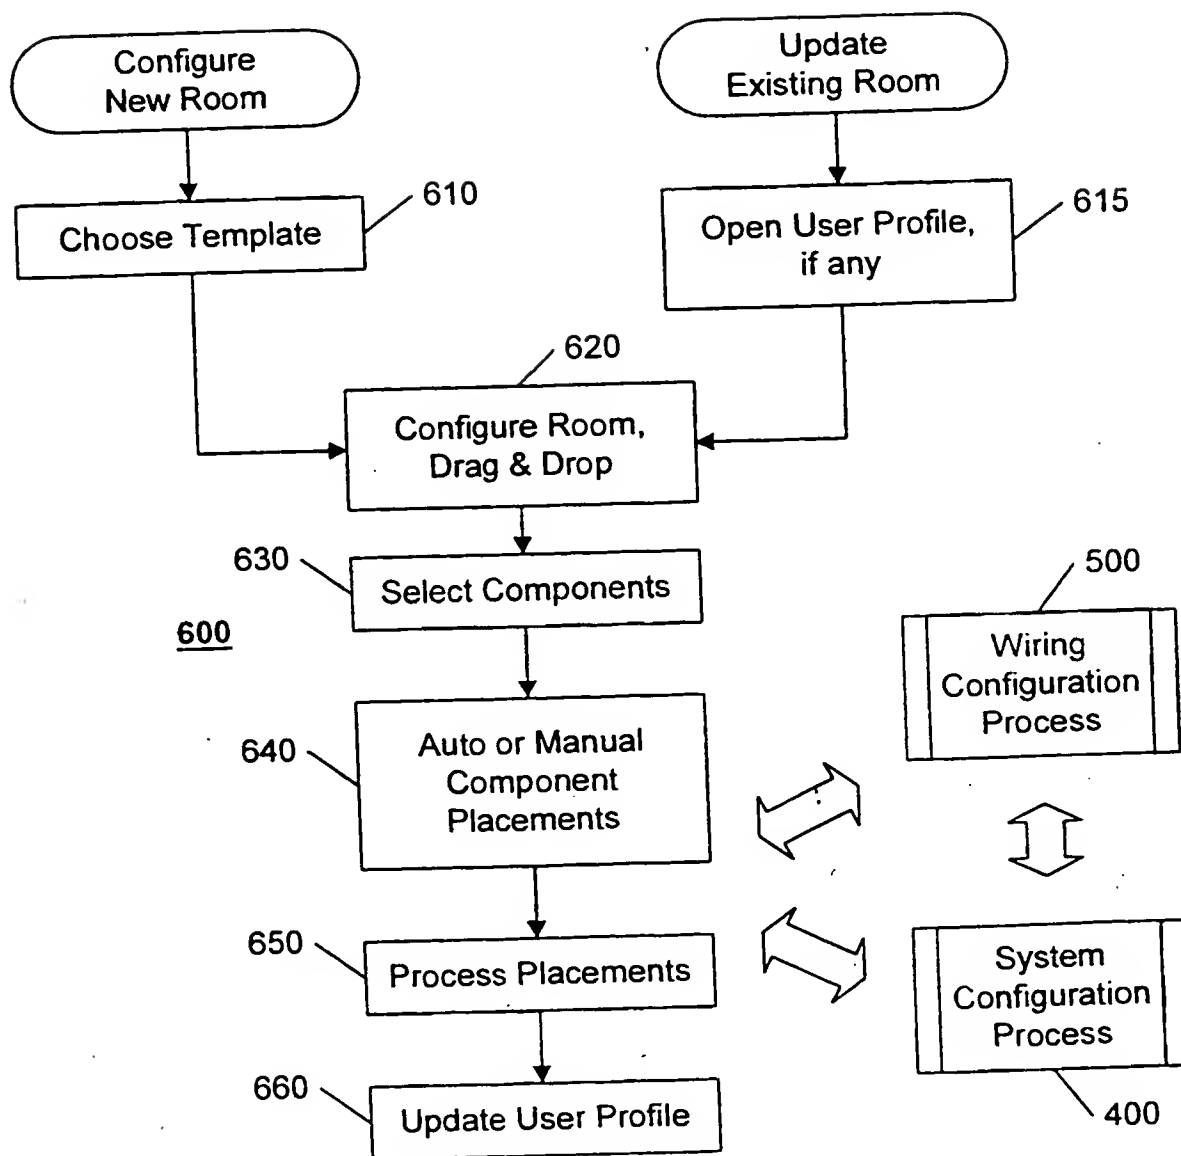 Configure
New Room
Update
Existing Room
610
Choose Template
615
Open User Profile,
if any
620
Configure Room,
Drag & Drop
630
Select Components
500
600
Wiring
Configuration
Process
640
Auto or Manual
Component
Placements
650
Process Placements
System
Configuration
Process
660
Update User Profile
400